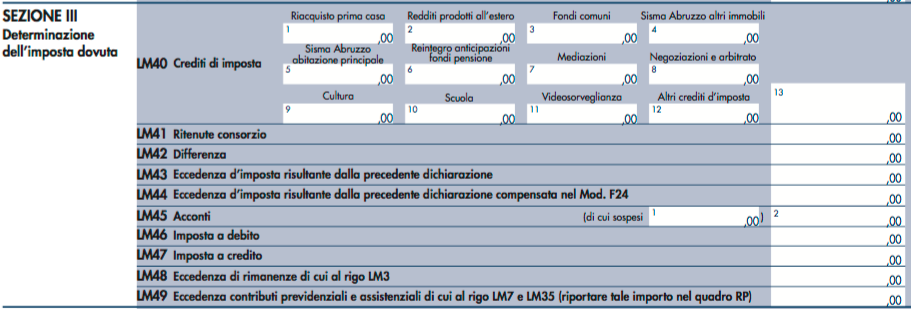 SEZIONE III
Determinazione
dell'imposta dovuta
Riacquisto prima casa Redditi prodotti all'estero Fondi comuni Sisma Abruzzo altri immobili
1 ,00 2 ,00 3 ,00 4 ,00
LM40 Crediti di imposta
Sisma Abruzzo abitazione principale Reintegro anticipazioni fondi pensione Mediazioni Negoziazioni e arbitrato
5 ,00 6 ,00 7 ,00 8 ,00
Cultura Scuola Videosorveglianza Altri crediti d'imposta
9 ,00 10 ,00 11 ,00 12 ,00 13 ,00
LM41 Ritenute consorzio ,00
LM42 Differenza ,00
LM43 Eccedenza d'imposta risultante dalla precedente dichiarazione ,00
LM44 Eccedenza d'imposta risultante dalla precedente dichiarazione compensata nel Mod. F24 ,00
LM45 Acconti (di cui sospesi 1 ,00) 2 ,00
LM46 Imposta a debito ,00
LM47 Imposta a credito ,00
LM48 Eccedenza di rimanenze di cui al rigo LM3 ,00
LM49 Eccedenza contributi previdenziali e assistenziali di cui al rigo LM7 e LM35 (riportare tale importo nel quadro RP) ,00